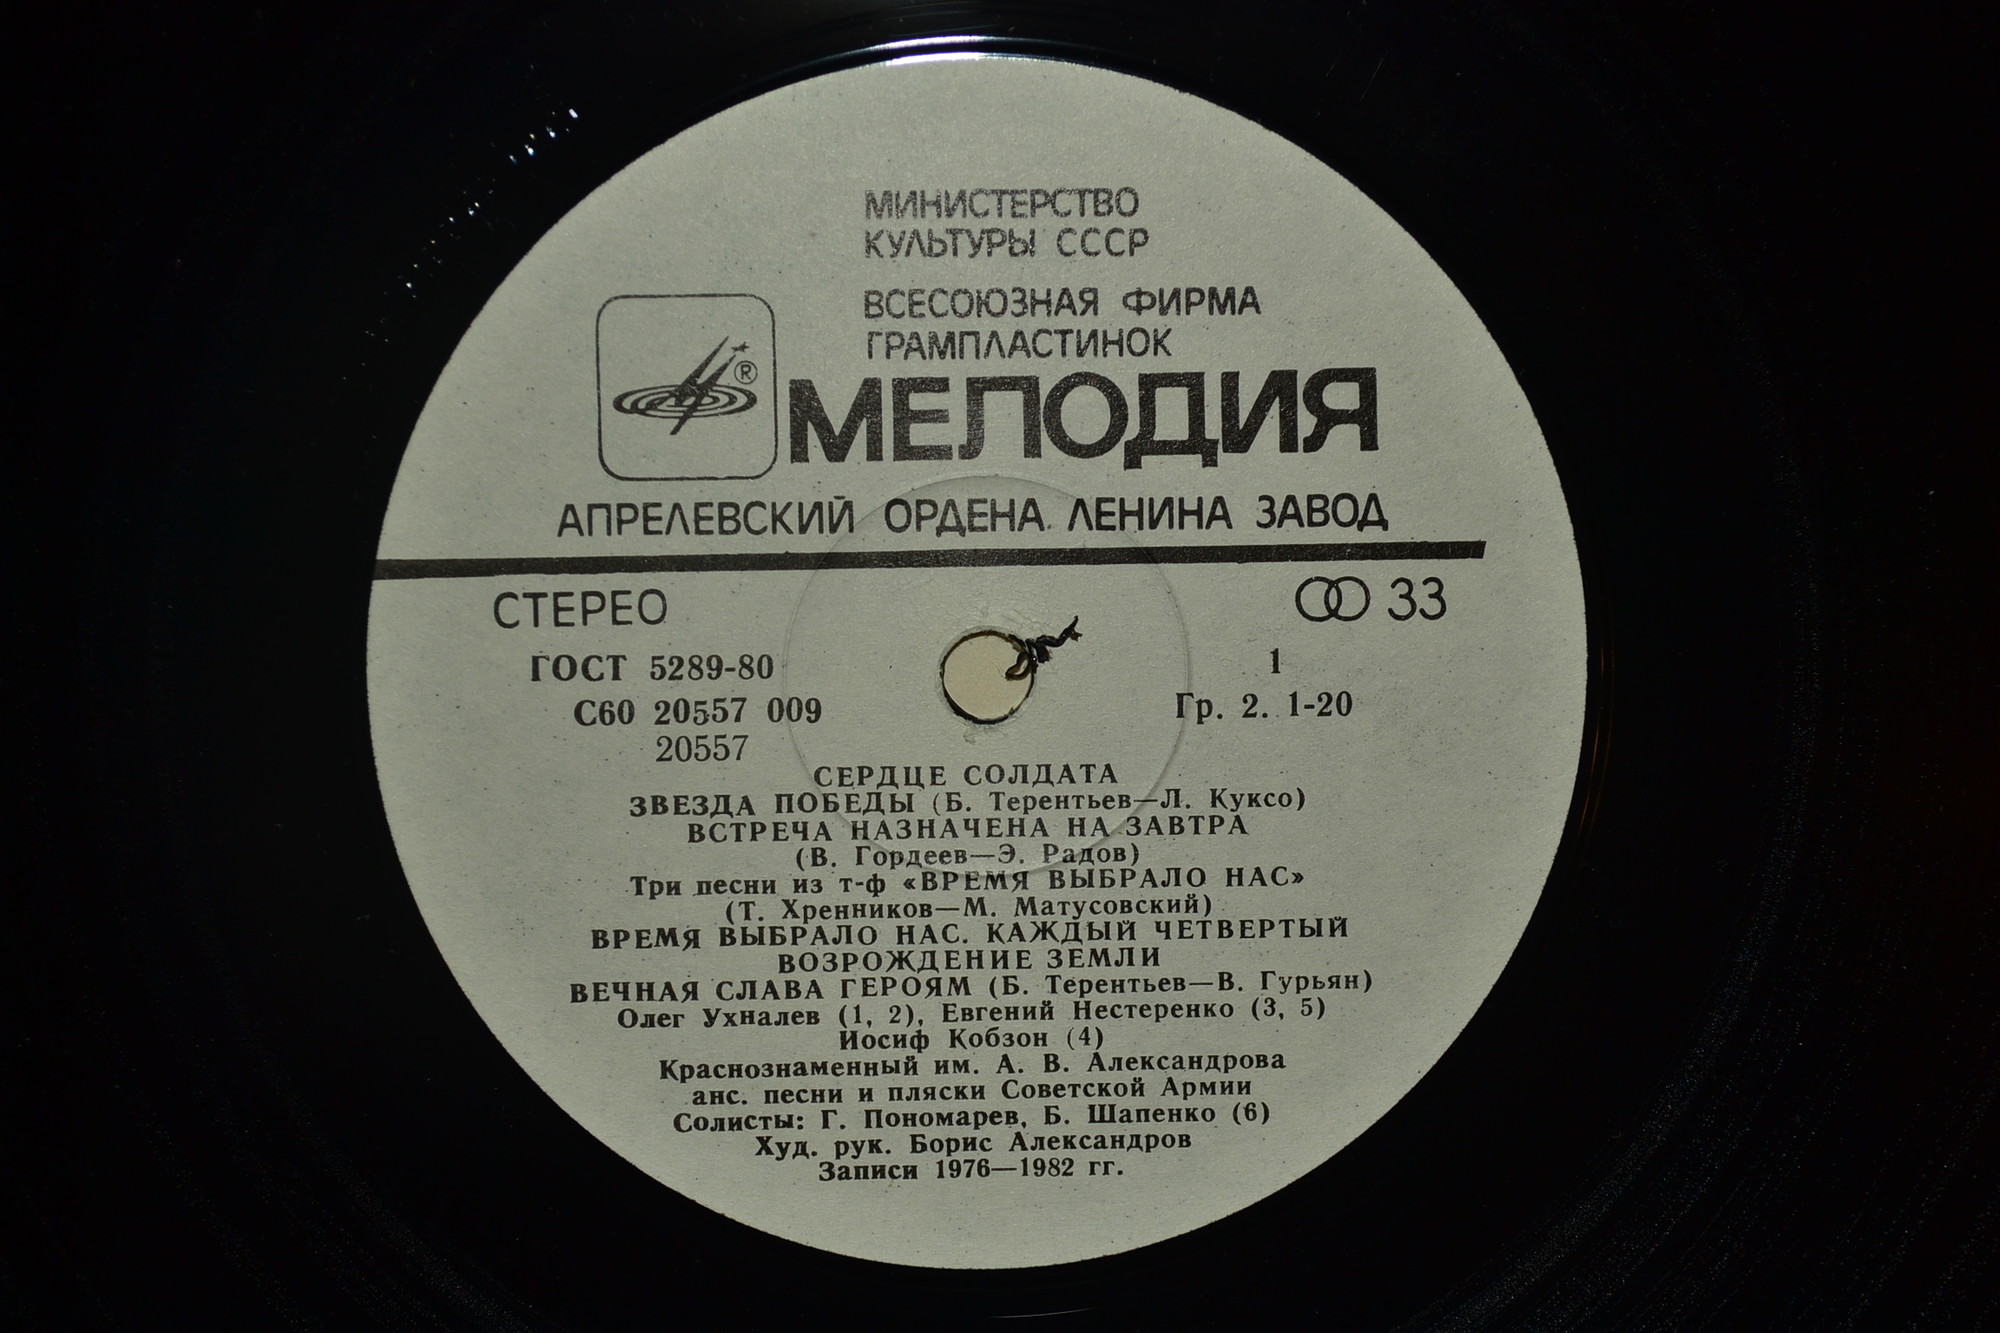 МИНИСТЕРСТВО
КУЛЬТУРЫ СССР
ВСЕСОЮЗНАЯ ФИРМА
ГРАМПЛАСТИНОК
®
МЕЛОДИЯ
АПРЕЛЕВСКИЙ ОРДЕНА ЛЕНИНА ЗАВОД
СТЕРЕО
33
ГОСТ 5289-80
1
С60 20557 009
Гр. 2. 1-20
20557
СЕРДЦЕ СОЛДАТА
ЗВЕЗДА ПОБЕДЫ (Б. Терентьев—Л. Куксо)
ВСТРЕЧА НАЗНАЧЕНА НА ЗАВТРА
(В. Гордеев—Э. Радов)
Три песни из т-ф «ВРЕМЯ ВЫБРАЛО НАС»
(Т. Хренников—М. Матусовский)
ВРЕМЯ ВЫБРАЛО НАС. КАЖДЫЙ ЧЕТВЕРТЫЙ
ВОЗРОЖДЕНИЕ ЗЕМЛИ
ВЕЧНАЯ СЛАВА ГЕРОЯМ (Б. Терентьев—В. Гурьян)
Олег Ухналев (1, 2), Евгений Нестеренко (3, 5)
Иосиф Кобзон (4)
Краснознаменный им. А. В. Александрова
анс. песни и пляски Советской Армии
Солисты: Г. Пономарев, Б. Шапенко (6)
Худ. рук. Борис Александров
Записи 1976—1982 гг.